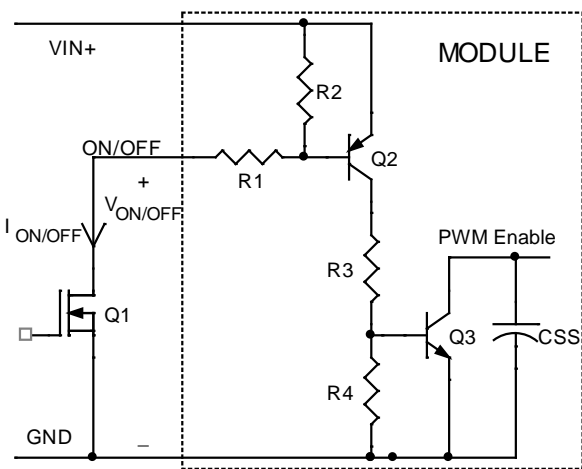 VIN+
MODULE
R2
ON/OFF
Q2
+
R1
V ON/OFF
I ON/OFF
PWM Enable
R3
Q1
Q3
CSS
R4
GND
_